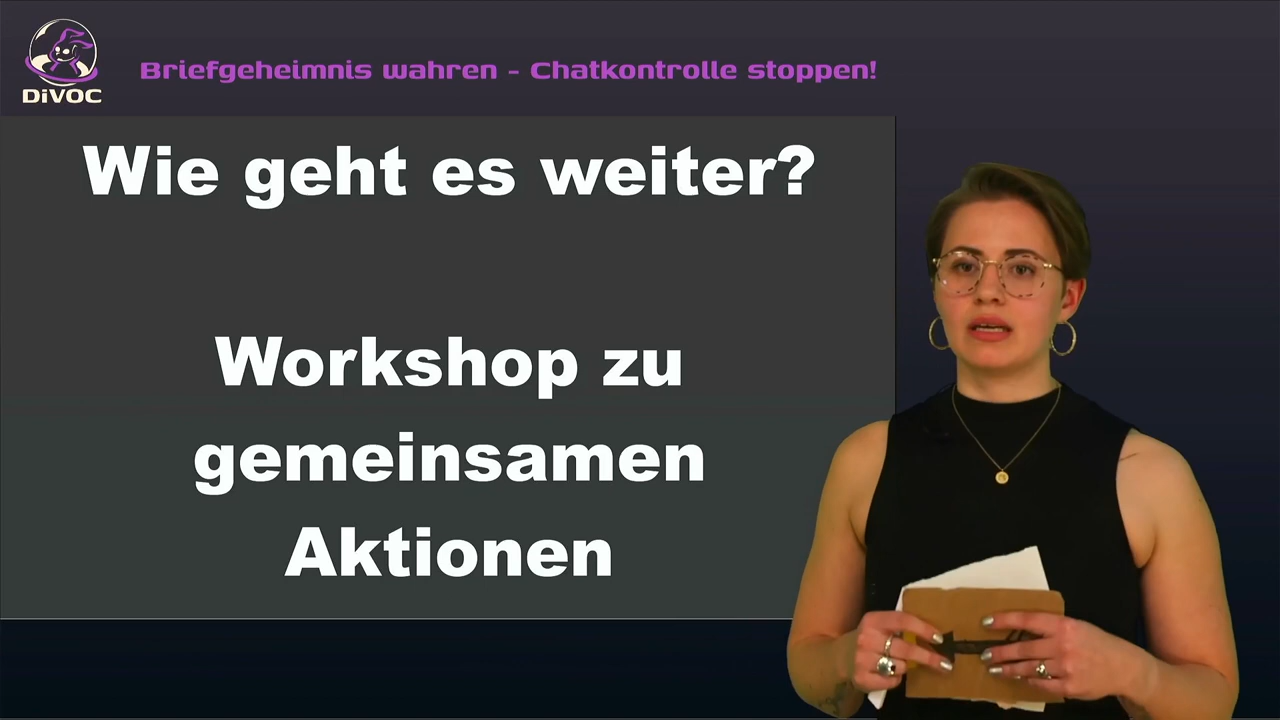 DiVOC
Briefgeheimnis wahren - Chatkontrolle stoppen!
Wie geht es weiter?
Workshop zu
gemeinsamen
Aktionen